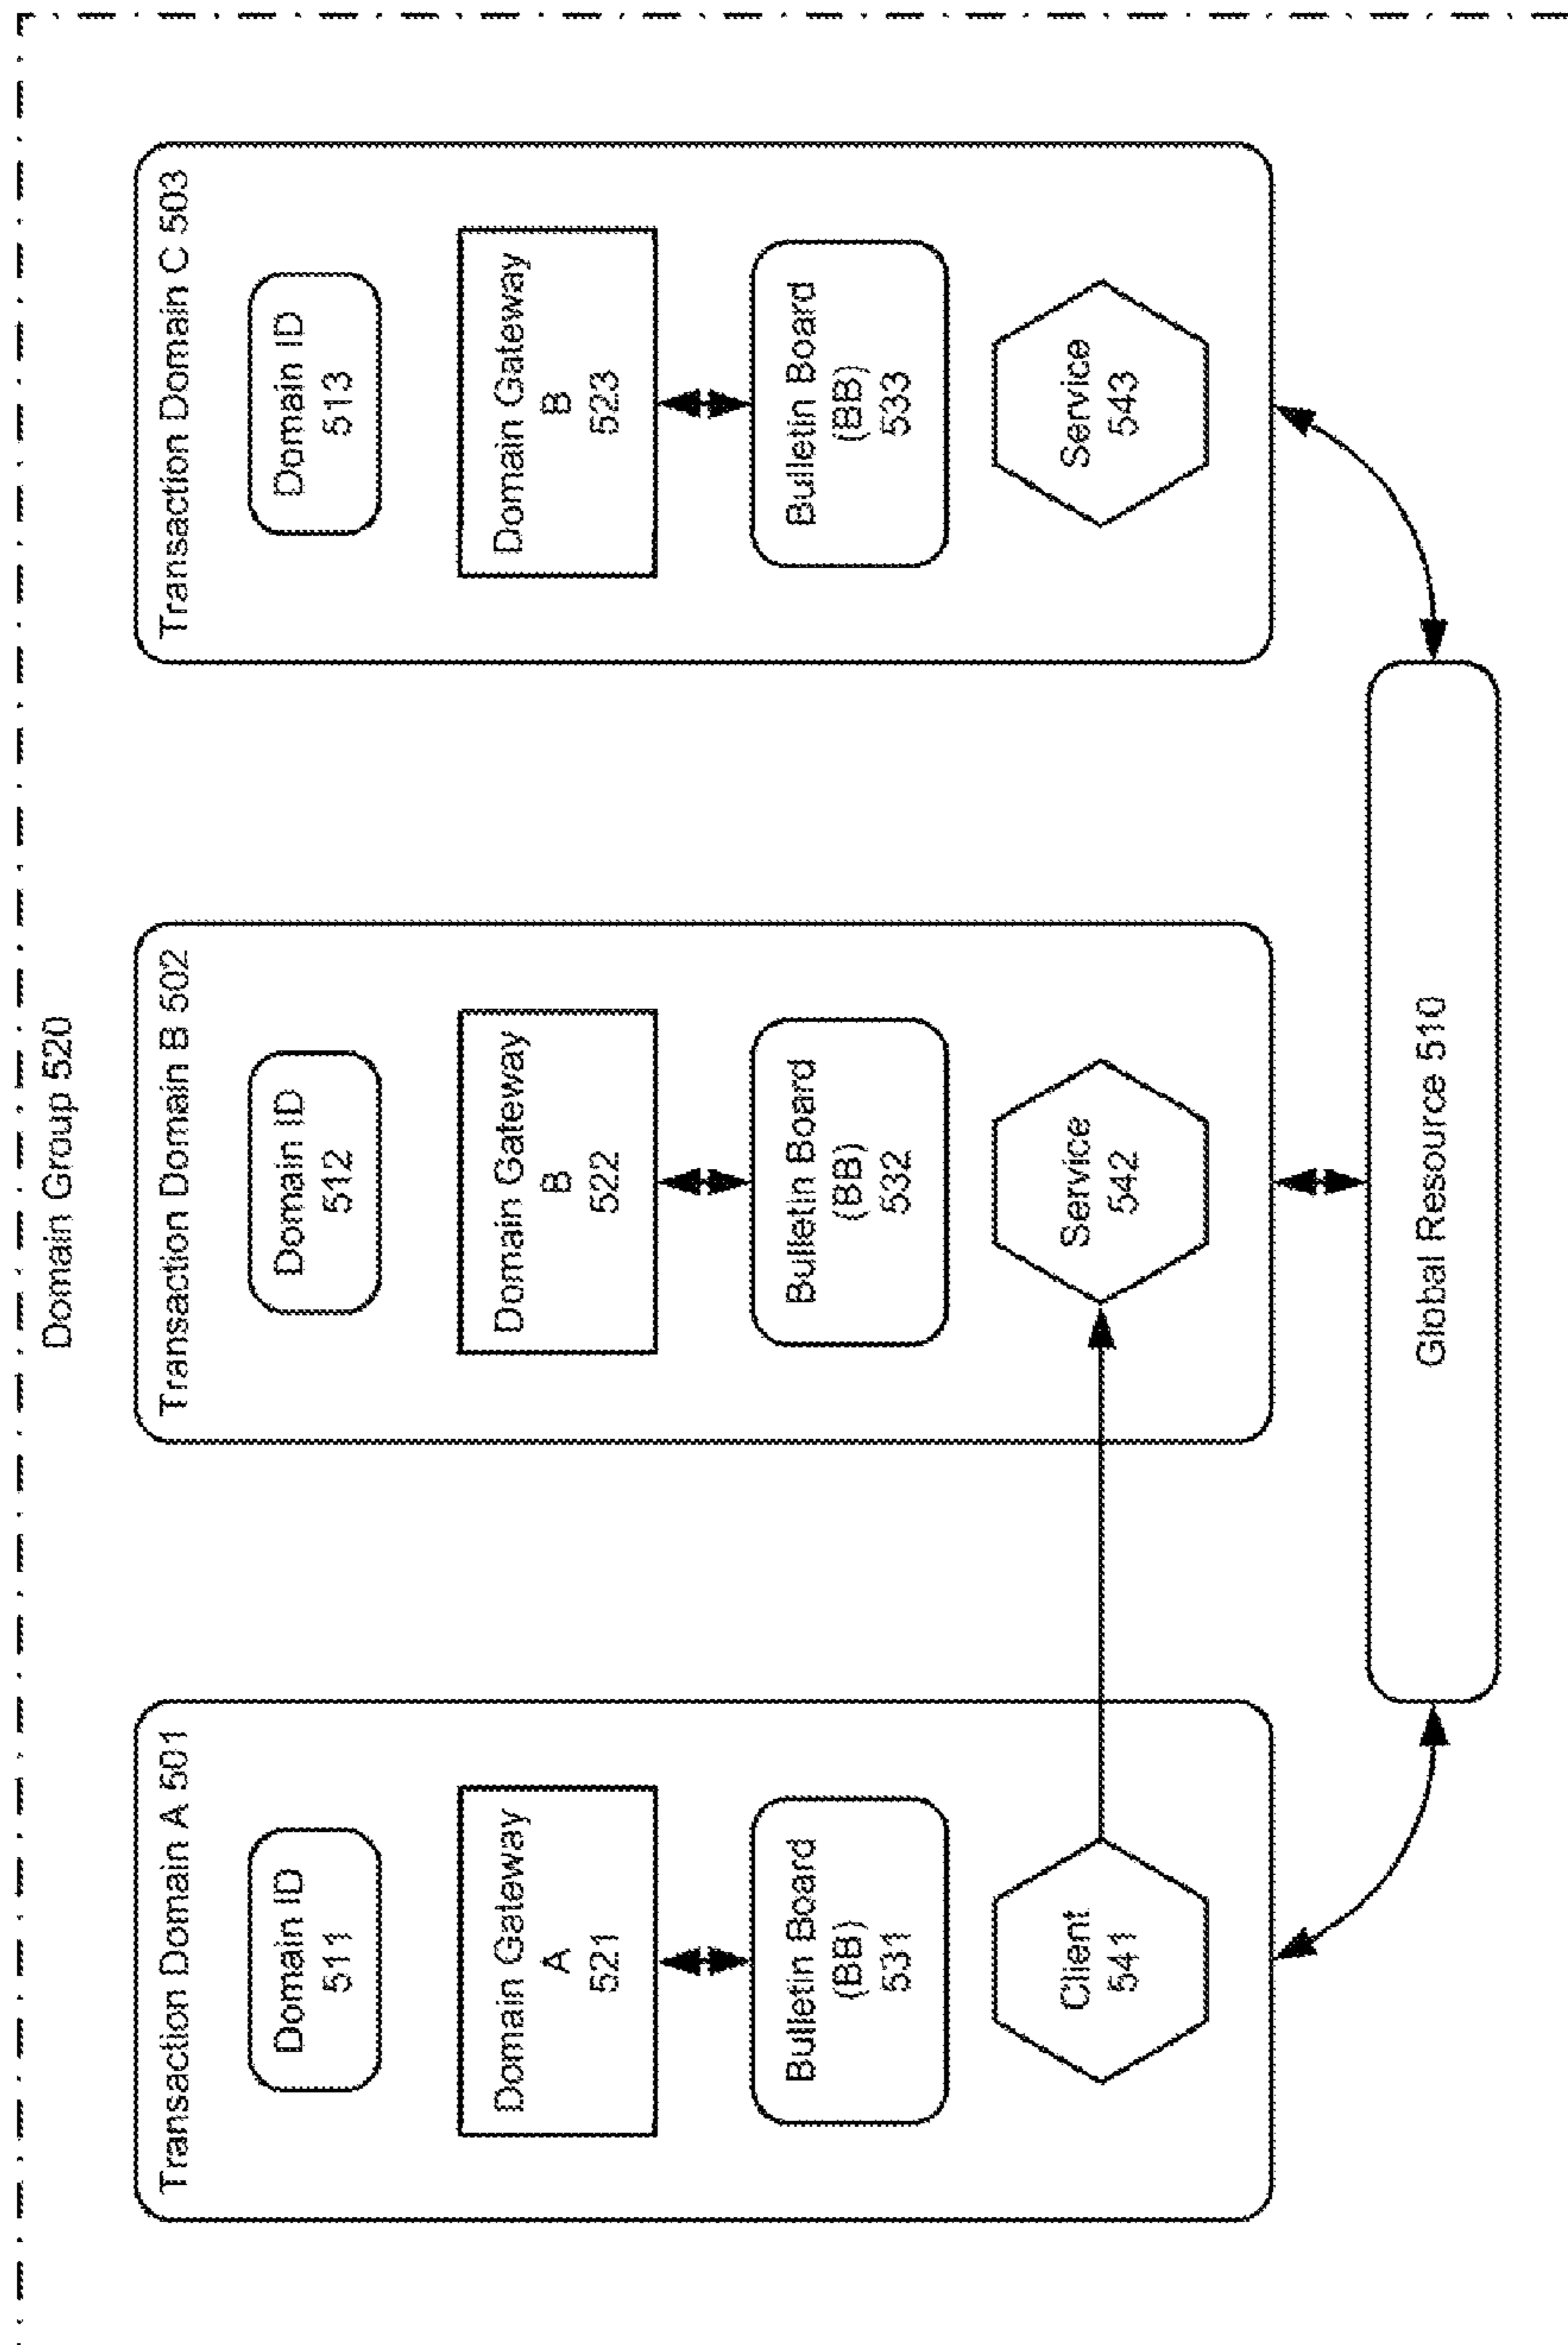 Domain Group 520
Transaction Domain A 501
Domain ID
511
Domain Gateway
A
521
Bulletin Board
(BB)
531
Client
541
Transaction Domain B 502
Domain ID
512
Domain Gateway
B
522
Bulletin Board
(BB)
532
Service
542
Transaction Domain C 503
Domain ID
513
Domain Gateway
B
523
Bulletin Board
(BB)
533
Service
543
Global Resource 510